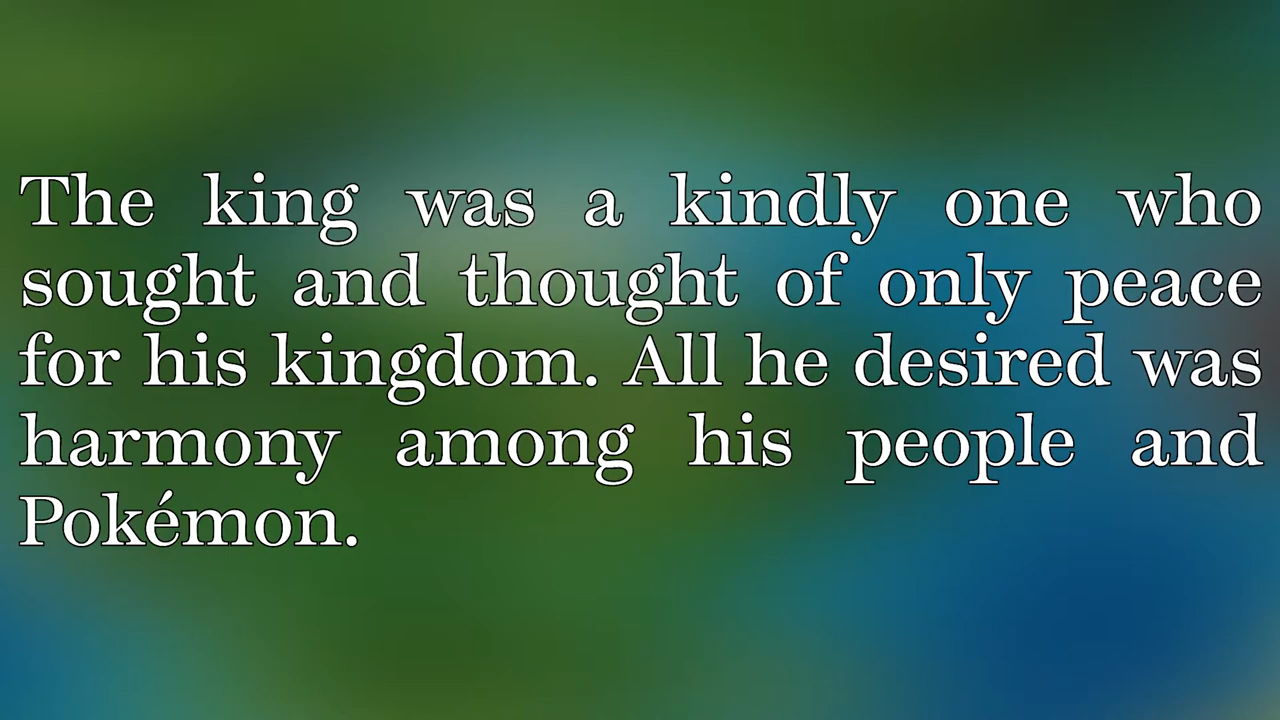 The king was a kindly one who
sought and thought of only peace
for his kingdom. All he desired was
harmony among his people and
Pokémon.